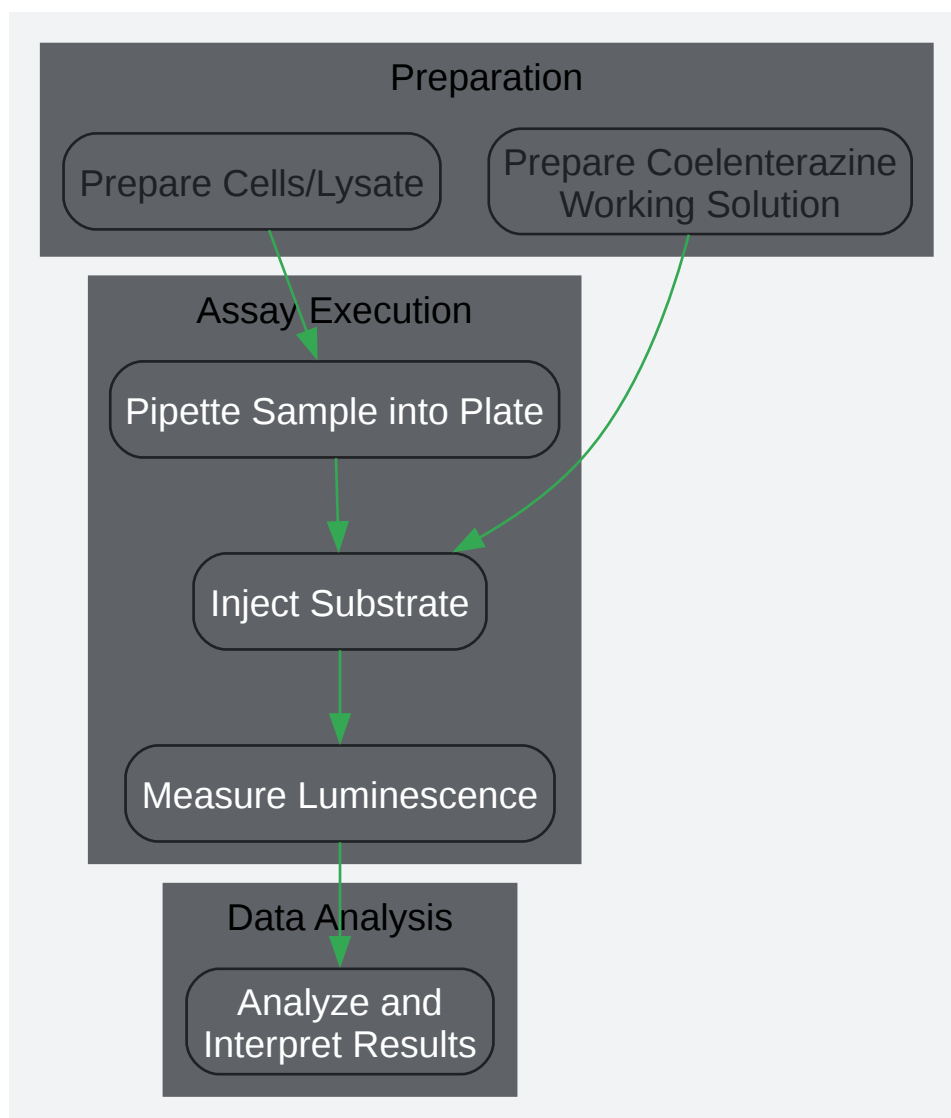 Preparation
Prepare Cells/Lysate
Prepare Coelenterazine
Working Solution
Assay Execution
Pipette Sample into Plate
Inject Substrate
Measure Luminescence
Data Analysis
Analyze and
Interpret Results